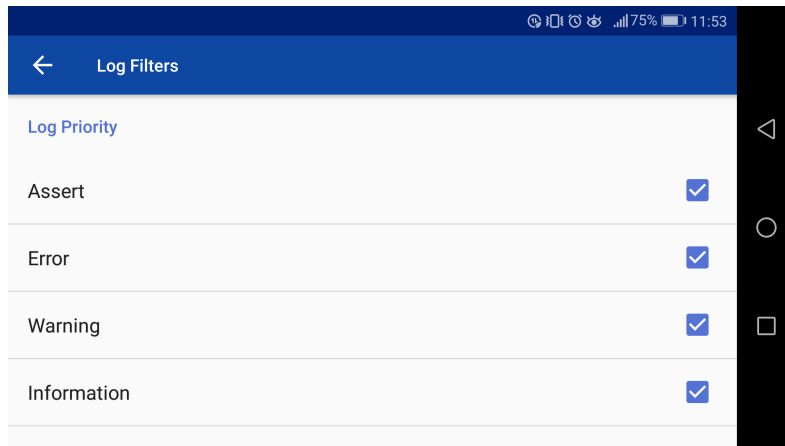 75% 11:53
Log Filters
Log Priority
Assert
Error
Warning
Information